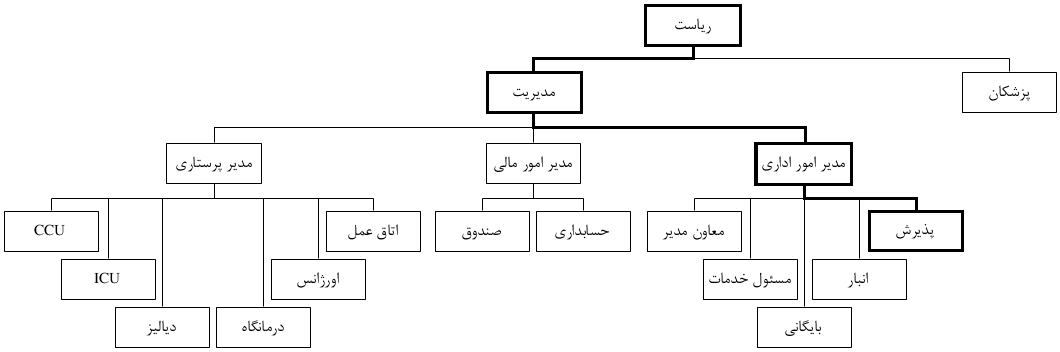 ریاست
پزشکان
مدیریت
مدیر امور اداری
مدیر امور مالی
مدیر پرستاری
پذیرش
معاون مدیر
حسابداری
صندوق
اتاق عمل
CCU
انبار
مسئول خدمات
اورژانس
ICU
بایگانی
درمانگاه
دیالیز